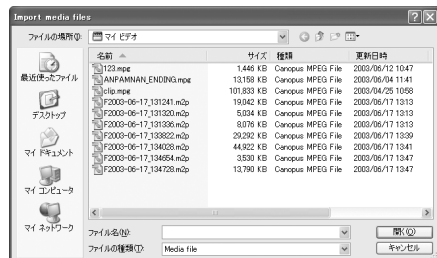 Import media files
ファイルの場所(I): マイ ビデオ
名前 サイズ 種類 更新日時
123.mpg 1,446 KB Canopus MPEG File 2003/06/12 10:47
ANPAMNAN_ENDING.mpg 13,158 KB Canopus MPEG File 2003/06/04 11:41
clip.mpg 101,833 KB Canopus MPEG File 2003/04/25 10:58
F2003-06-17_131241.m2p 19,042 KB Canopus MPEG File 2003/06/17 13:13
F2003-06-17_131320.m2p 5,034 KB Canopus MPEG File 2003/06/17 13:13
F2003-06-17_131336.m2p 8,076 KB Canopus MPEG File 2003/06/17 13:13
F2003-06-17_133822.m2p 29,292 KB Canopus MPEG File 2003/06/17 13:39
F2003-06-17_134028.m2p 44,922 KB Canopus MPEG File 2003/06/17 13:41
F2003-06-17_134654.m2p 3,530 KB Canopus MPEG File 2003/06/17 13:47
F2003-06-17_134728.m2p 13,790 KB Canopus MPEG File 2003/06/17 13:47
最近使ったファイル
デスクトップ
マイ ドキュメント
マイ コンピュータ
マイ ネットワーク
ファイル名(N): 開く(O)
ファイルの種類(T): Media file キャンセル